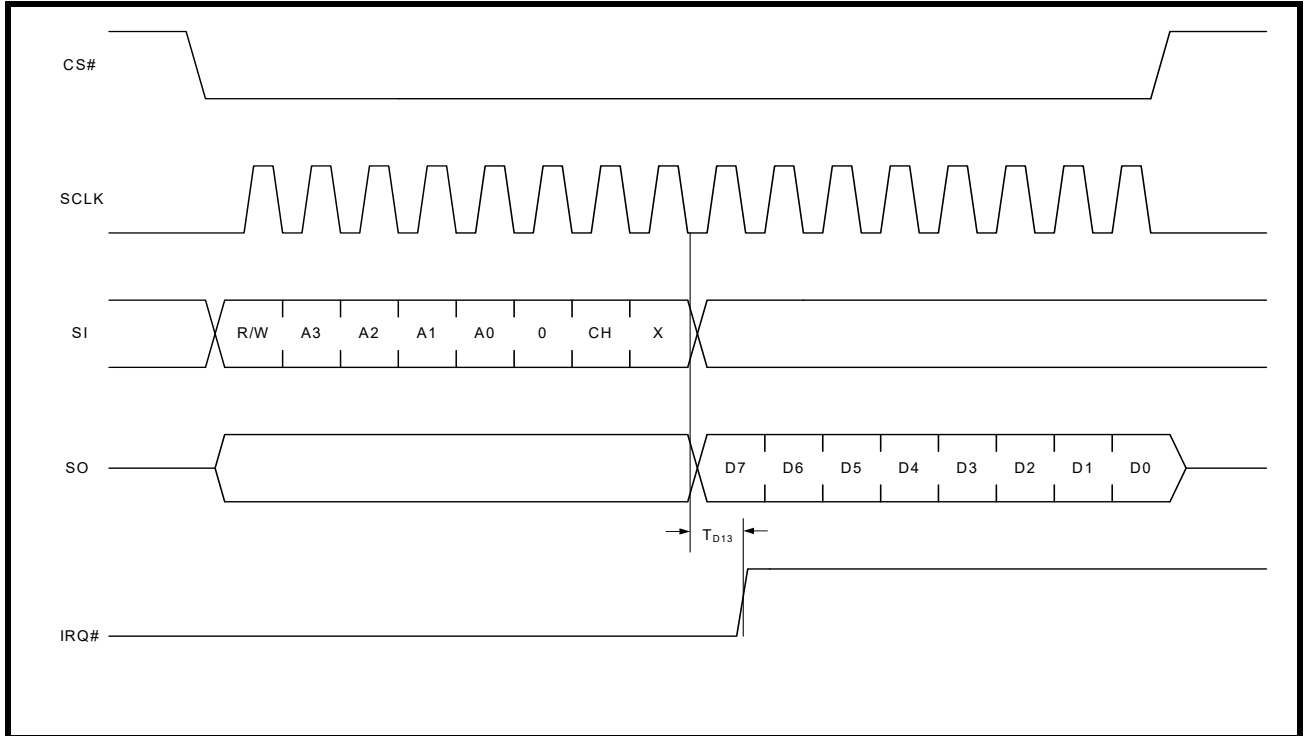 CS#
SCLK
SI R/W A3 A2 A1 A0 0 CH X
SO D7 D6 D5 D4 D3 D2 D1 D0
TD13
IRQ#